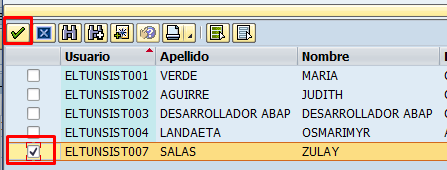 Usuario Apellido Nombre
ELTUNSIST001 VERDE MARIA
ELTUNSIST002 AGUIRRE JUDITH
ELTUNSIST003 DESARROLLADOR ABAP DESARROLLADOR ABAP
ELTUNSIST004 LANDAETA OSMARIMYR
ELTUNSIST007 SALAS ZULAY